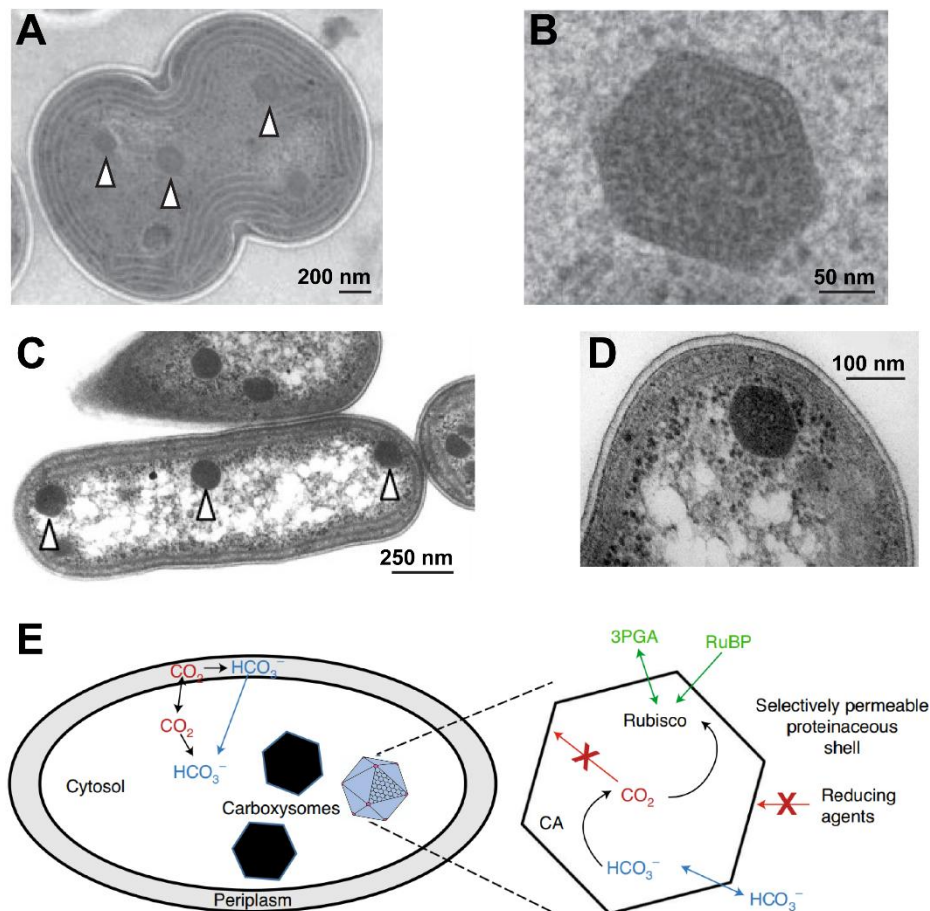 A
200 nm
B
50 nm
C
250 nm
D
100 nm
E
CO₂
HCO₃⁻
CO₂
HCO₃⁻
Cytosol
Carboxysomes
Periplasm
3PGA
RuBP
Rubisco
Selectively permeable
proteinaceous
shell
X
CO₂
X
Reducing
agents
CA
HCO₃⁻
HCO₃⁻